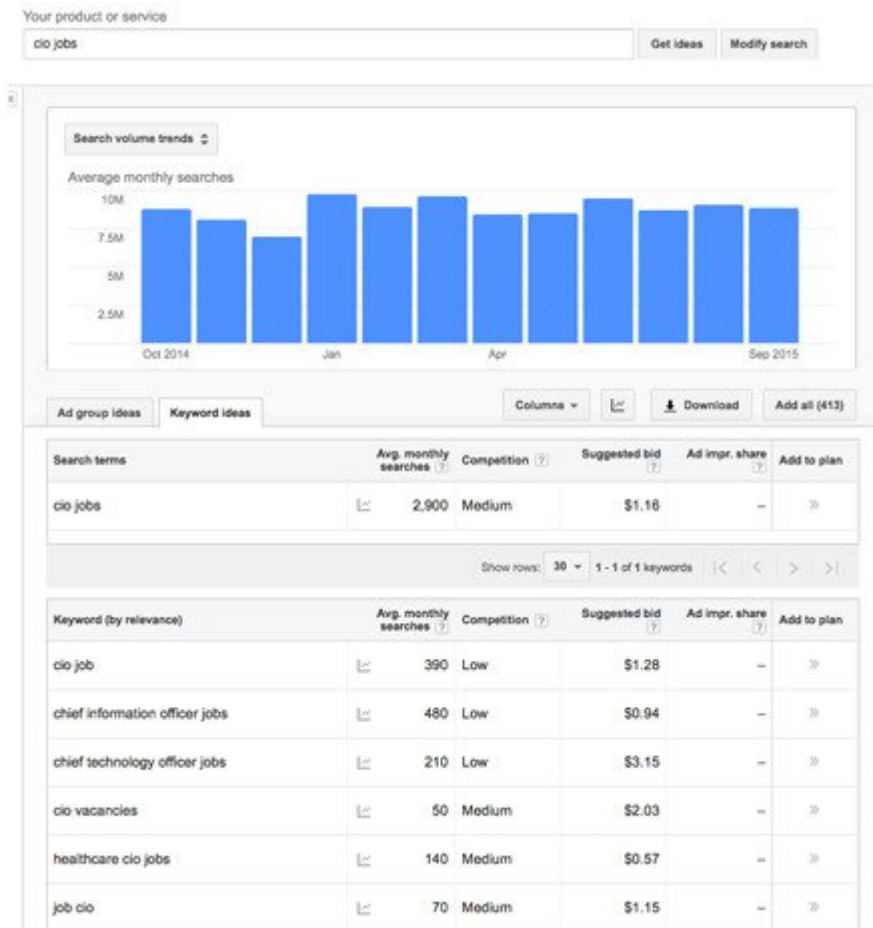 Your product or service
cio jobs
Get ideas Modify search
Search volume trends
Average monthly searches
10M
7.5M
5M
2.5M
Oct 2014 Jan Apr Sep 2015
Ad group ideas Keyword ideas Columns Download Add all (413)
Search terms Avg. monthly searches ? Competition ? Suggested bid ? Ad impr. share ? Add to plan
cio jobs 2,900 Medium $1.16 – »
Show rows: 30 1 - 1 of 1 keywords |< < > >|
Keyword (by relevance) Avg. monthly searches ? Competition ? Suggested bid ? Ad impr. share ? Add to plan
cio job 390 Low $1.28 – »
chief information officer jobs 480 Low $0.94 – »
chief technology officer jobs 210 Low $3.15 – »
cio vacancies 50 Medium $2.03 – »
healthcare cio jobs 140 Medium $0.57 – »
job cio 70 Medium $1.15 – »